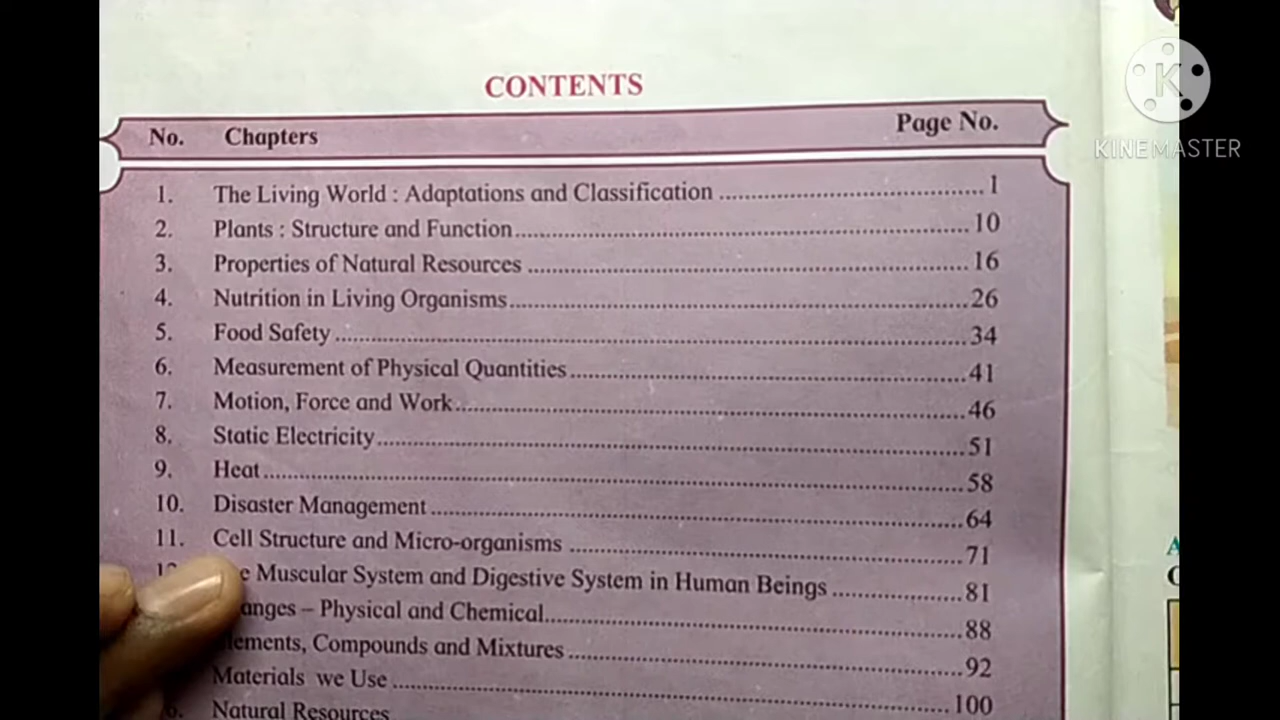 CONTENTS
No. Chapters Page No.
1. The Living World : Adaptations and Classification 1
2. Plants : Structure and Function 10
3. Properties of Natural Resources 16
4. Nutrition in Living Organisms 26
5. Food Safety 34
6. Measurement of Physical Quantities 41
7. Motion, Force and Work 46
8. Static Electricity 51
9. Heat 58
10. Disaster Management 64
11. Cell Structure and Micro-organisms 71
Muscular System and Digestive System in Human Beings 81
– Physical and Chemical 88
Compounds and Mixtures 92
Materials we Use 100
Natural Resources
K
KINEMASTER